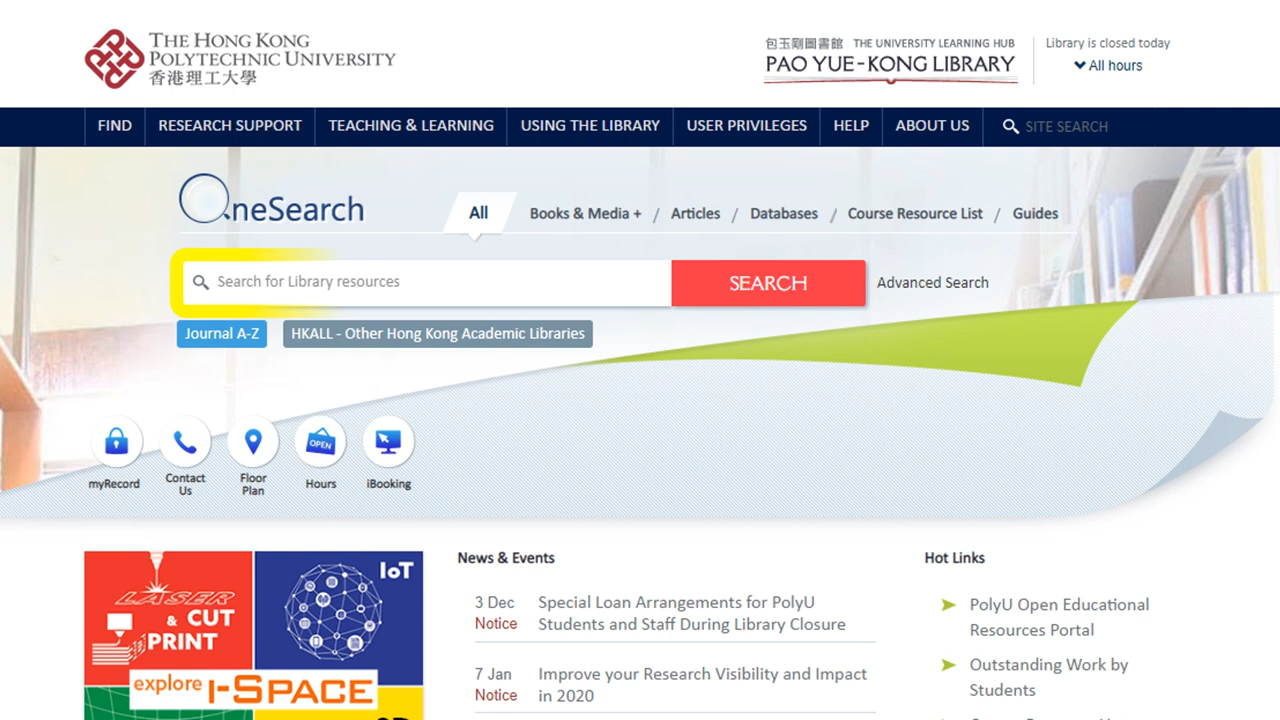 THE HONG KONG
POLYTECHNIC UNIVERSITY
香港理工大學
包玉剛圖書館 THE UNIVERSITY LEARNING HUB
PAO YUE-KONG LIBRARY
Library is closed today
All hours
FIND RESEARCH SUPPORT TEACHING & LEARNING USING THE LIBRARY USER PRIVILEGES HELP ABOUT US SITE SEARCH
OneSearch
All Books & Media + / Articles / Databases / Course Resource List / Guides
Search for Library resources SEARCH Advanced Search
Journal A-Z HKALL - Other Hong Kong Academic Libraries
OPEN
myRecord Contact Us Floor Plan Hours iBooking
LASER
& CUT
PRINT
IoT
explore i-SPACE
News & Events
3 Dec Special Loan Arrangements for PolyU
Notice Students and Staff During Library Closure
7 Jan Improve your Research Visibility and Impact
Notice in 2020
Hot Links
PolyU Open Educational
Resources Portal
Outstanding Work by
Students